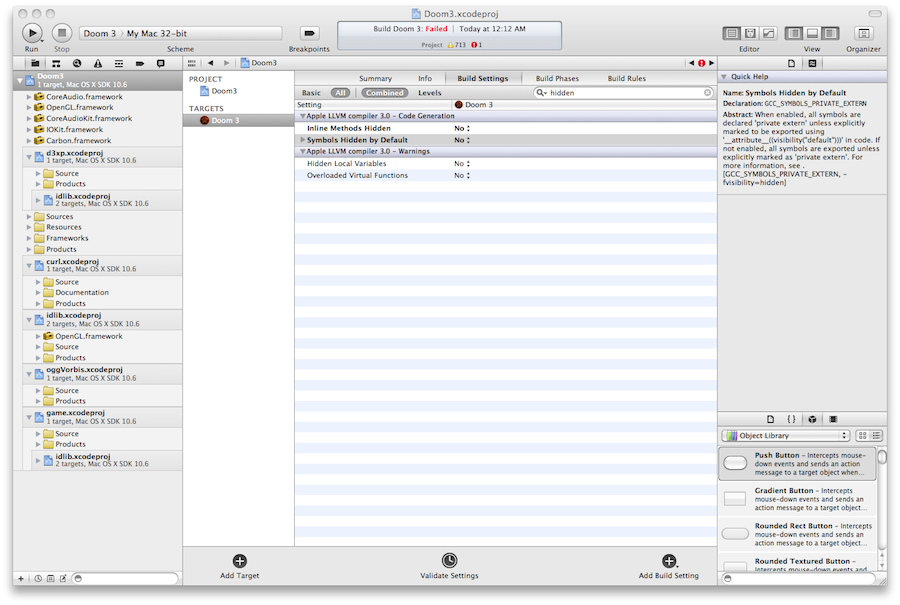 Doom3.xcodeproj
Run
Stop
Doom 3 › My Mac 32-bit
Scheme
Breakpoints
Build Doom 3: Failed | Today at 12:12 AM
Project 713 1
Editor
View
Organizer
Doom3
1 target, Mac OS X SDK 10.6
CoreAudio.framework
OpenGL.framework
CoreAudioKit.framework
IOKit.framework
Carbon.framework
d3xp.xcodeproj
1 target, Mac OS X SDK 10.6
Source
Products
idlib.xcodeproj
2 targets, Mac OS X SDK 10.6
Sources
Resources
Frameworks
Products
curl.xcodeproj
1 target, Mac OS X SDK 10.6
Source
Documentation
Products
idlib.xcodeproj
2 targets, Mac OS X SDK 10.6
OpenGL.framework
Source
Products
oggVorbis.xcodeproj
1 target, Mac OS X SDK 10.6
Source
Products
game.xcodeproj
1 target, Mac OS X SDK 10.6
Source
Products
idlib.xcodeproj
2 targets, Mac OS X SDK 10.6
Doom3
PROJECT
Doom3
TARGETS
Doom 3
Summary
Info
Build Settings
Build Phases
Build Rules
Basic
All
Combined
Levels
hidden
Setting
Doom 3
Apple LLVM compiler 3.0 - Code Generation
Inline Methods Hidden
No
Symbols Hidden by Default
No
Apple LLVM compiler 3.0 - Warnings
Hidden Local Variables
No
Overloaded Virtual Functions
No
Add Target
Validate Settings
Add Build Setting
Quick Help
Name: Symbols Hidden by Default
Declaration: GCC_SYMBOLS_PRIVATE_EXTERN
Abstract: When enabled, all symbols are
declared 'private extern' unless explicitly
marked to be exported using
'__attribute__((visibility("default")))' in code. If
not enabled, all symbols are exported unless
explicitly marked as 'private extern'. For
more information, see .
[GCC_SYMBOLS_PRIVATE_EXTERN, -
fvisibility=hidden]
{ }
Object Library
Push Button - Intercepts mouse-
down events and sends an action
message to a target object when...
Gradient Button - Intercepts
mouse-down events and sends an
action message to a target object...
Rounded Rect Button - Intercepts
mouse-down events and sends an
action message to a target object...
Rounded Textured Button -
Intercepts mouse-down events and